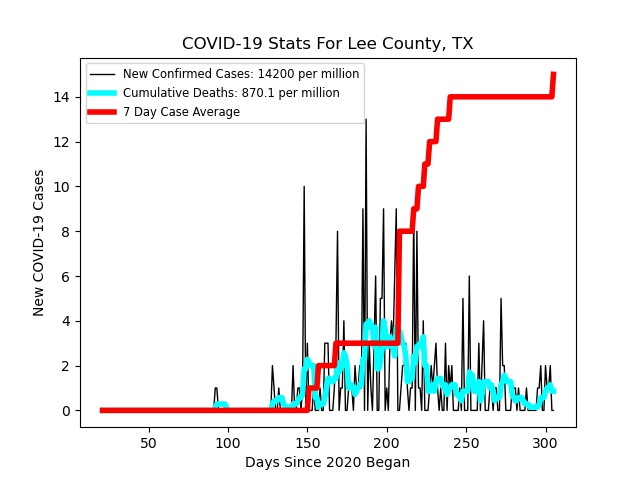 COVID-19 Stats For Lee County, TX
New Confirmed Cases: 14200 per million
Cumulative Deaths: 870.1 per million
7 Day Case Average
14
12
10
8
6
4
2
0
New COVID-19 Cases
50 100 150 200 250 300
Days Since 2020 Began